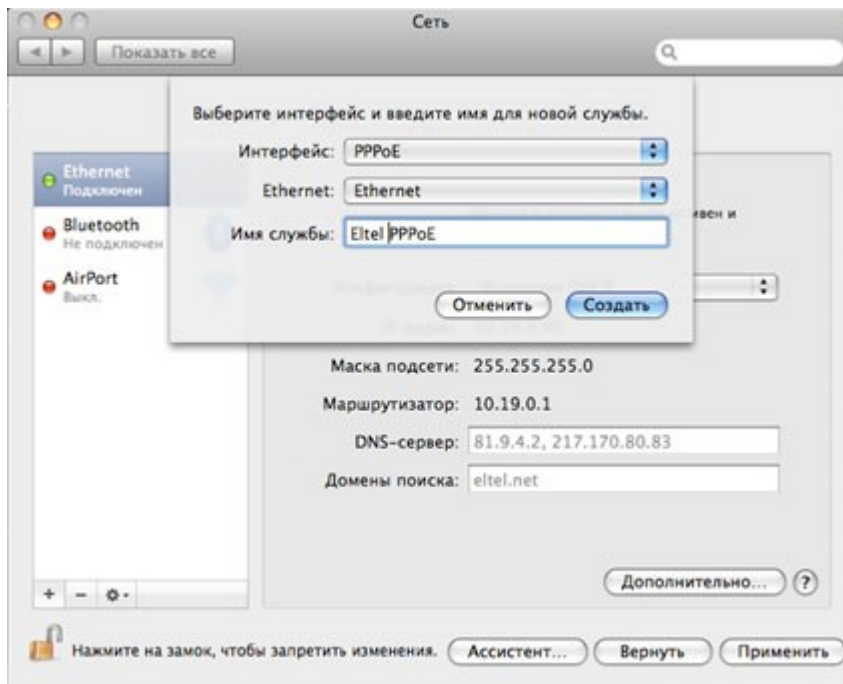 Сеть
Показать все
Выберите интерфейс и введите имя для новой службы.
Интерфейс: PPPoE
Ethernet: Ethernet
Имя службы: Eltel PPPoE
Отменить Создать
Ethernet
Подключен
Bluetooth
Не подключен
AirPort
Выкл.
Маска подсети: 255.255.255.0
Маршрутизатор: 10.19.0.1
DNS-сервер: 81.9.4.2, 217.170.80.83
Домены поиска: eltel.net
Дополнительно... ?
Нажмите на замок, чтобы запретить изменения. Ассистент... Вернуть Применить